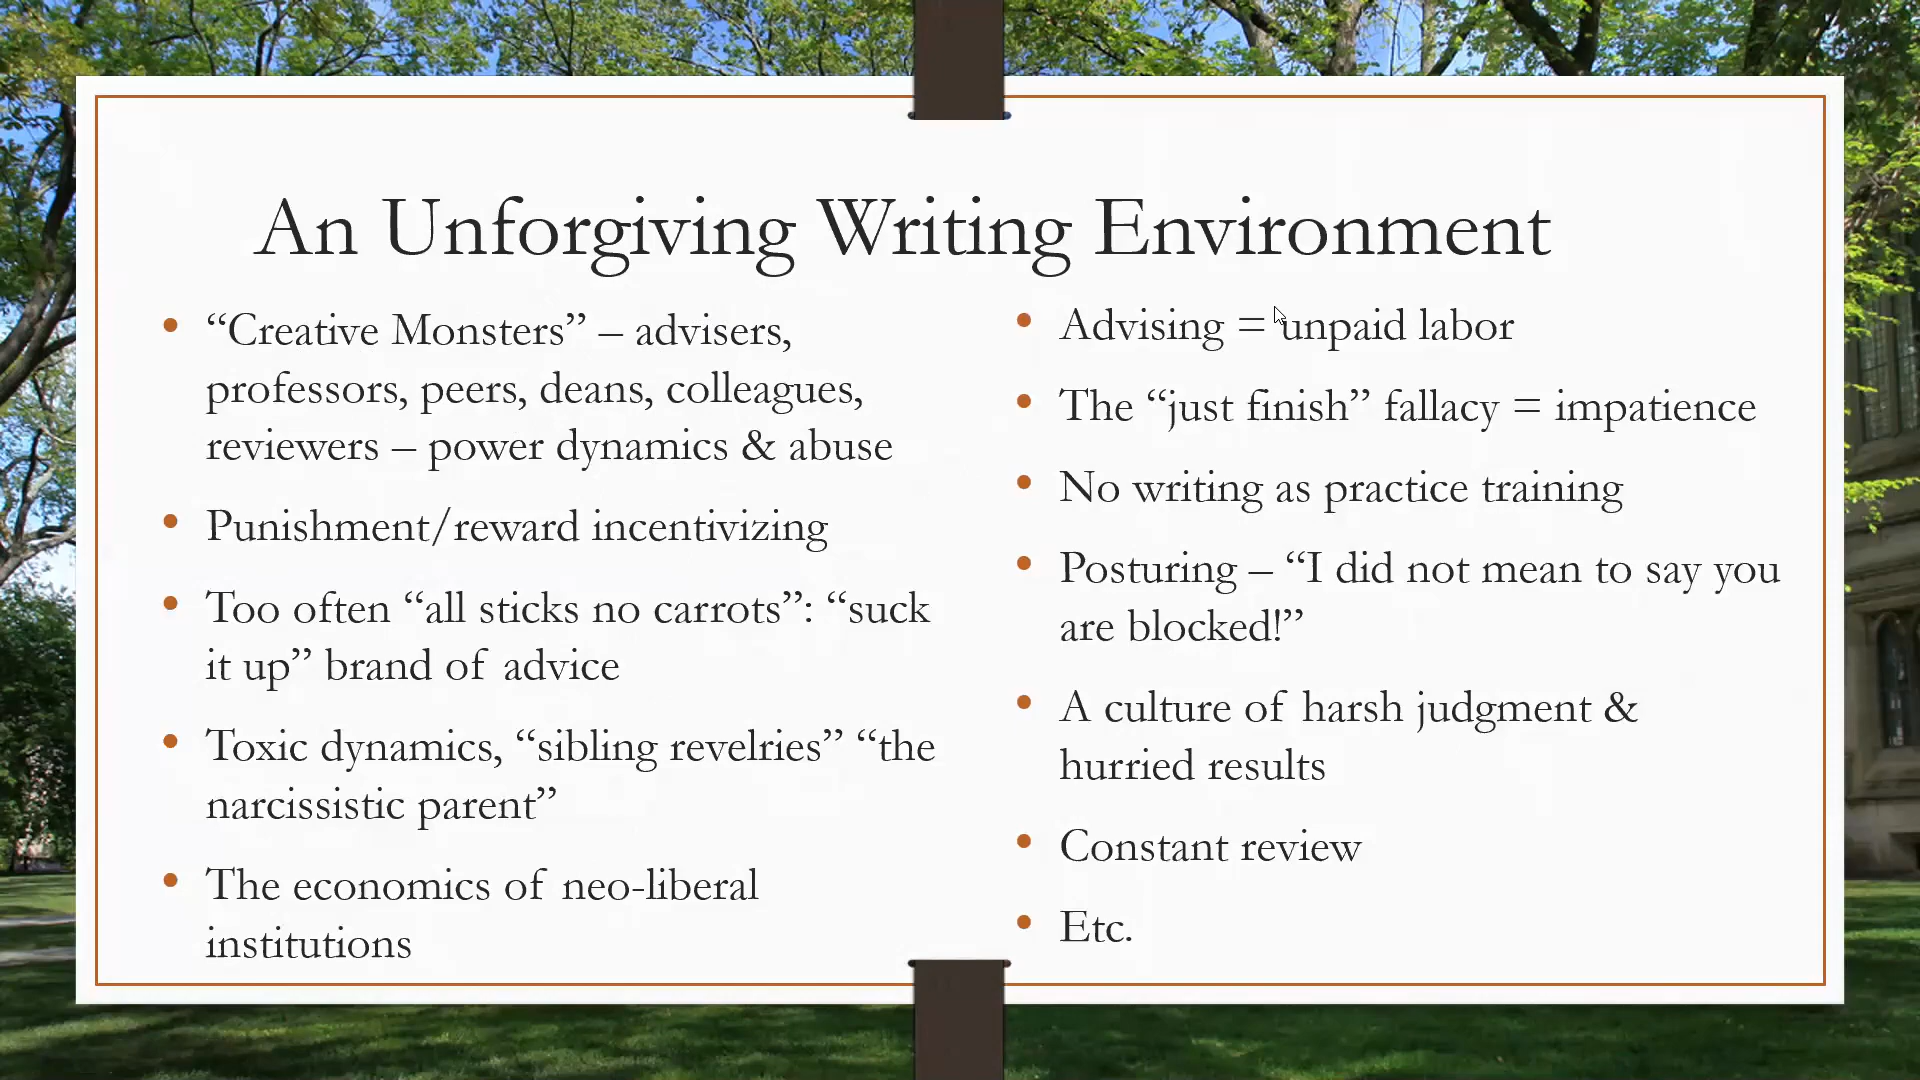 An Unforgiving Writing Environment
• “Creative Monsters” – advisers,
professors, peers, deans, colleagues,
reviewers – power dynamics & abuse
• Punishment/reward incentivizing
• Too often “all sticks no carrots”: “suck
it up” brand of advice
• Toxic dynamics, “sibling revelries” “the
narcissistic parent”
• The economics of neo-liberal
institutions
• Advising = unpaid labor
• The “just finish” fallacy = impatience
• No writing as practice training
• Posturing – “I did not mean to say you
are blocked!”
• A culture of harsh judgment &
hurried results
• Constant review
• Etc.